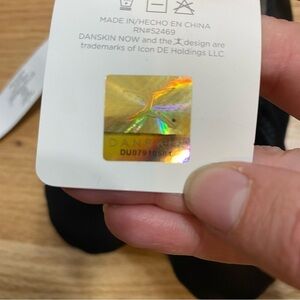 MADE IN/HECHO EN CHINA
RN#52469
DANSKIN NOW and the design are
trademarks of Icon DE Holdings LLC
DANSKIN